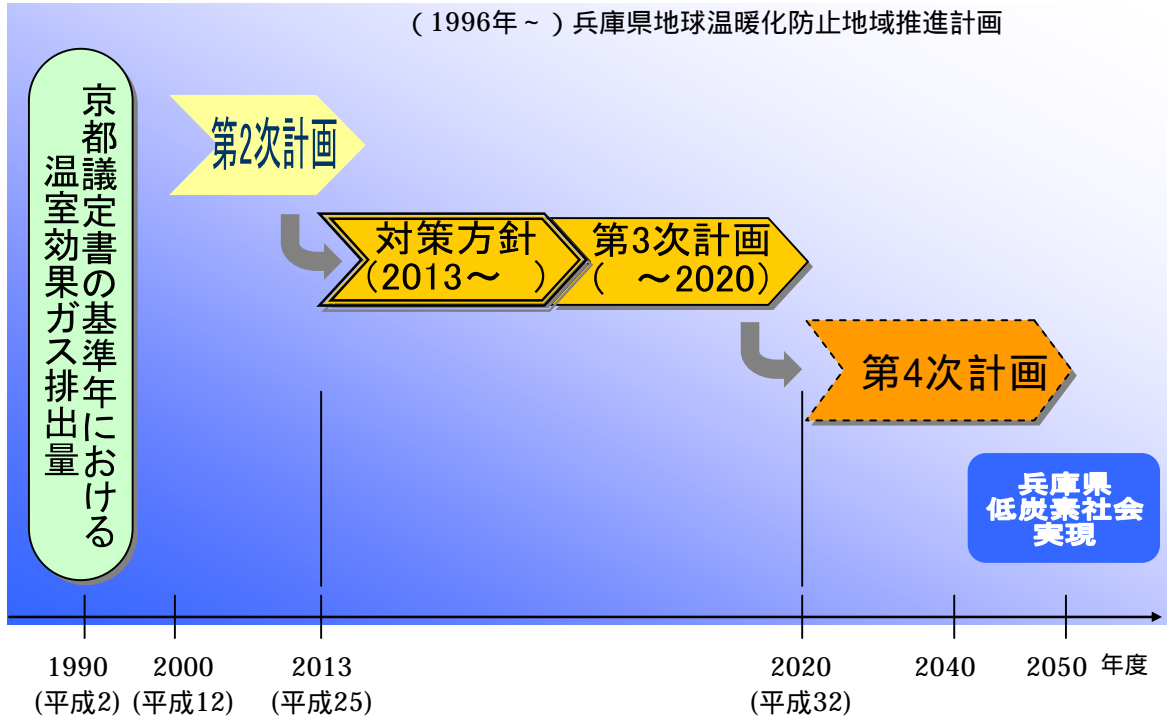 (1996年～)兵庫県地球温暖化防止地域推進計画
京都議定書の基準年における
温室効果ガス排出量
第2次計画
対策方針
(2013～　)
第3次計画
(　～2020)
第4次計画
兵庫県
低炭素社会
実現
1990
(平成2)
2000
(平成12)
2013
(平成25)
2020
(平成32)
2040
2050
年度